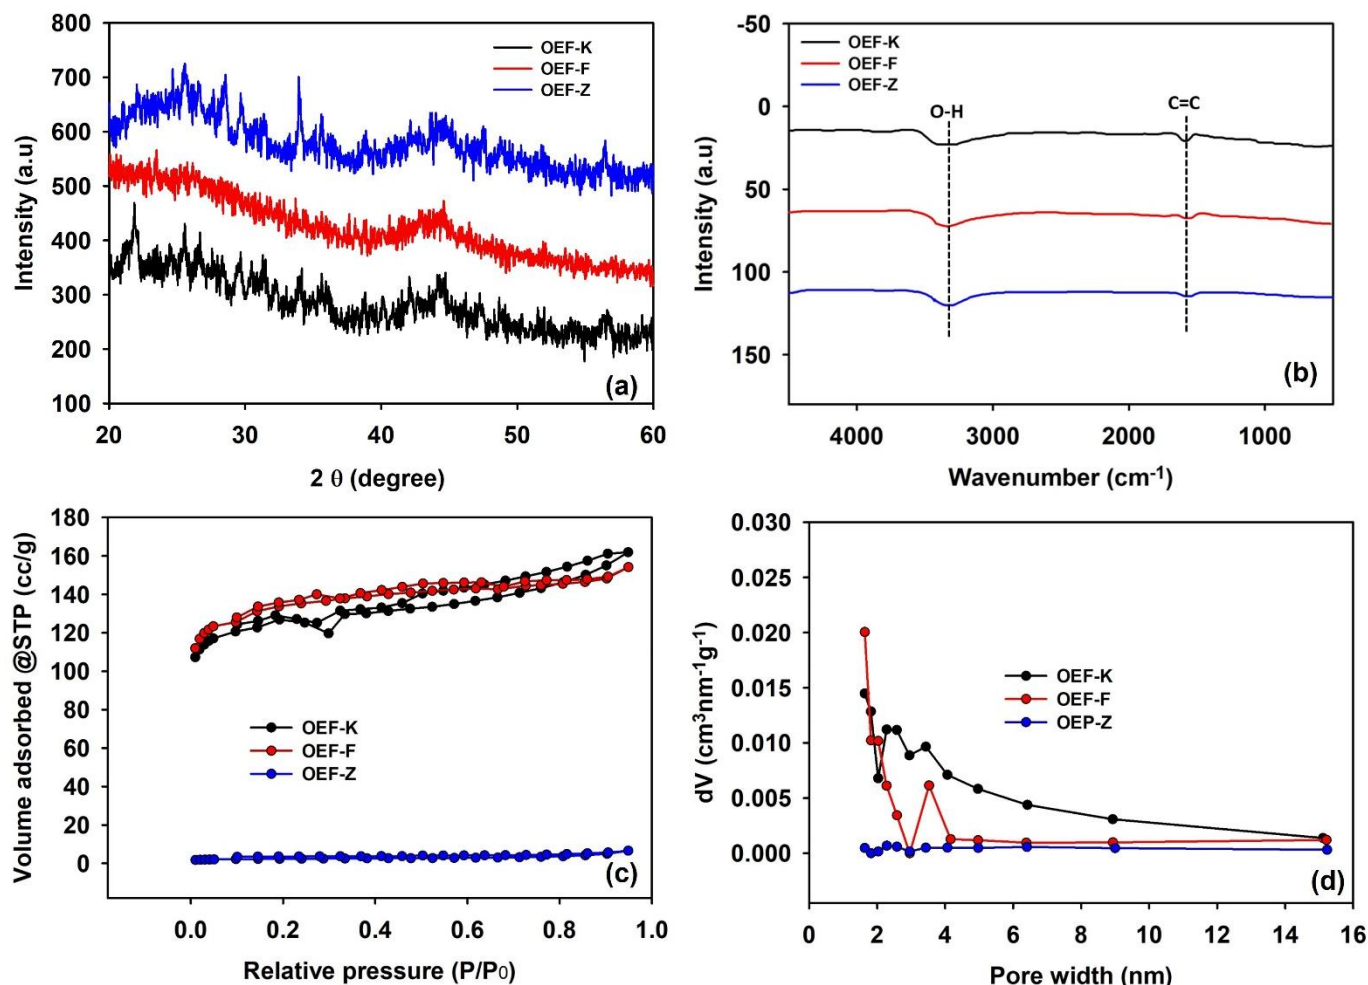 800
700
600
500
400
300
200
100
Intensity (a.u)
OEF-K
OEF-F
OEF-Z
(a)
20 30 40 50 60
2 θ (degree)
-50
0
50
100
150
Intensity (a.u)
OEF-K
OEF-F
OEF-Z
O-H
C=C
(b)
4000 3000 2000 1000
Wavenumber (cm⁻¹)
180
160
140
120
100
80
60
40
20
0
Volume adsorbed @STP (cc/g)
OEF-K
OEF-F
OEF-Z
(c)
0.0 0.2 0.4 0.6 0.8 1.0
Relative pressure (P/P₀)
0.030
0.025
0.020
0.015
0.010
0.005
0.000
dV (cm³nm⁻¹g⁻¹)
OEF-K
OEF-F
OEP-Z
(d)
0 2 4 6 8 10 12 14 16
Pore width (nm)